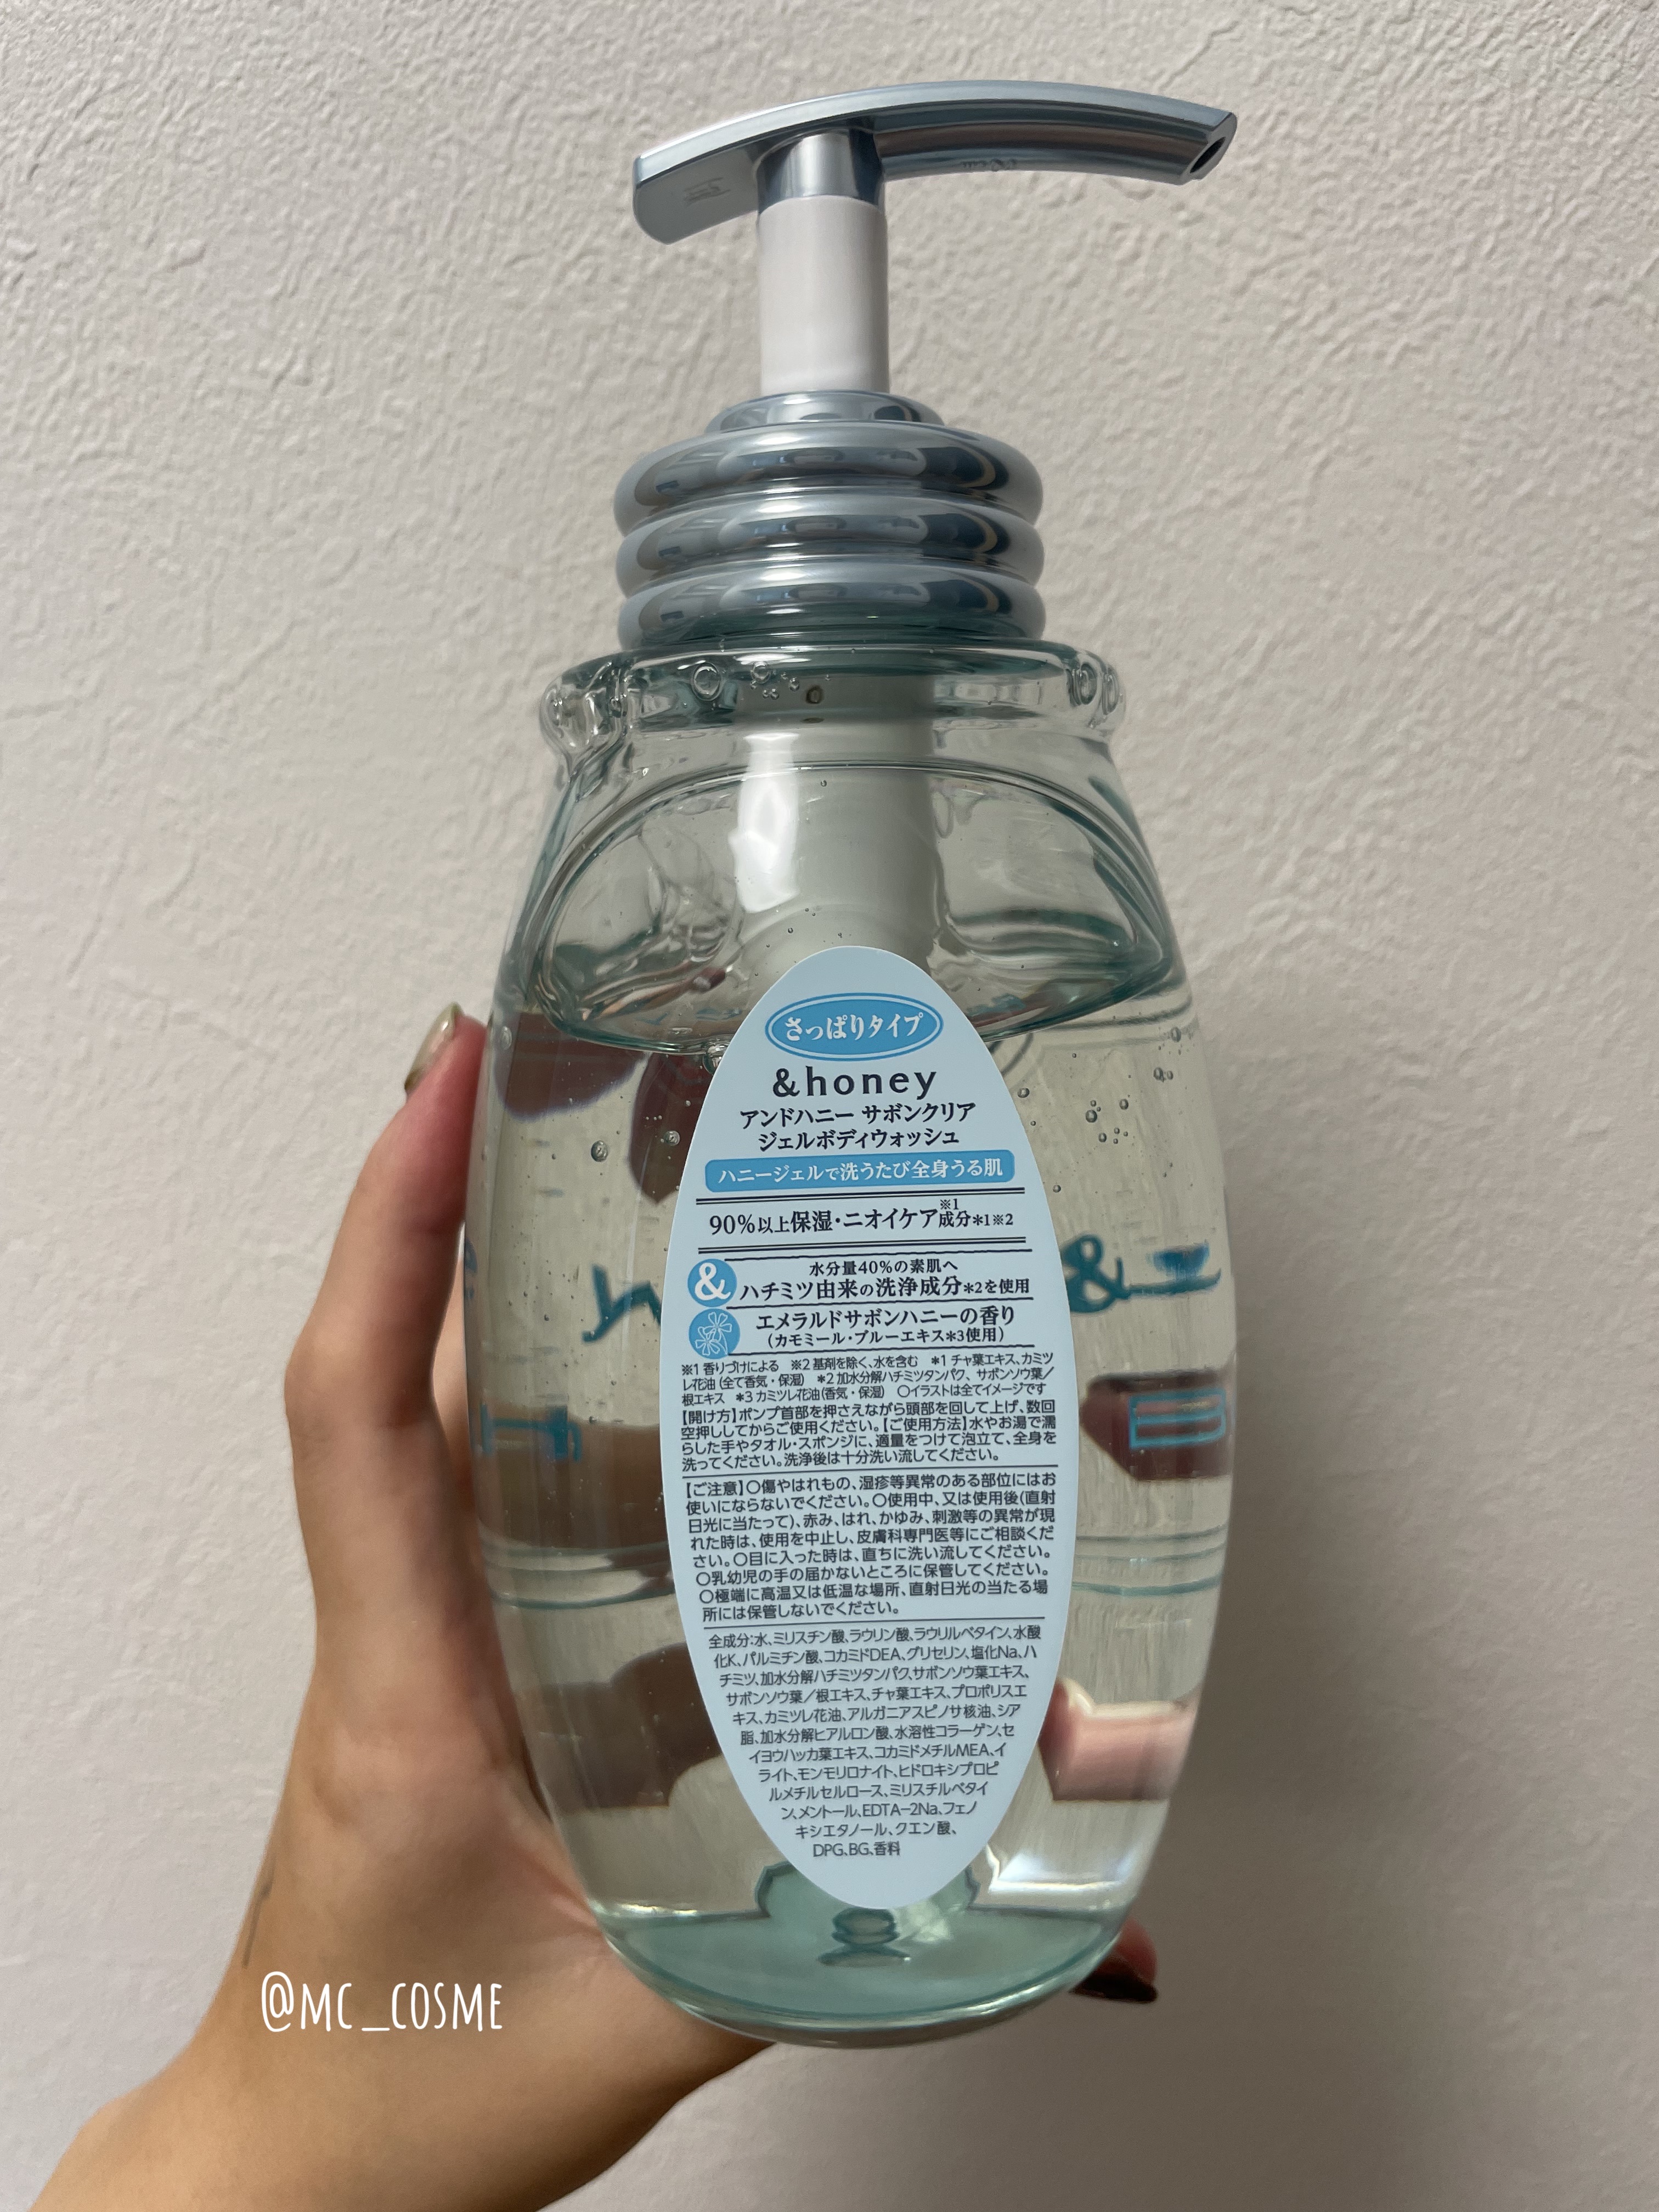 さっぱりタイプ
&honey
アンドハニー サボンクリア
ジェルボディウォッシュ
ハニージェルで洗うたび全身うる肌
90%以上保湿・ニオイケア※1成分*1※2
& 水分量40%の素肌へ
ハチミツ由来の洗浄成分*2を使用
エメラルドサボンハニーの香り
(カモミール・ブルーエキス*3使用)
※1 香りづけによる ※2 基剤を除く、水を含む *1 チャ葉エキス、カミツ
レ花油(全て香気・保湿) *2 加水分解ハチミツタンパク、サボンソウ葉/
根エキス *3 カミツレ花油(香気・保湿) ○イラストは全てイメージです
【開け方】ポンプ首部を押さえながら頭部を回して上げ、数回
空押ししてからご使用ください。【ご使用方法】水やお湯で濡
らした手やタオル・スポンジに、適量をつけて泡立て、全身を
洗ってください。洗浄後は十分洗い流してください。
【ご注意】○傷やはれもの、湿疹等異常のある部位にはお
使いにならないでください。○使用中、又は使用後(直射
日光に当たって)、赤み、はれ、かゆみ、刺激等の異常が現
れた時は、使用を中止し、皮膚科専門医等にご相談くだ
さい。○目に入った時は、直ちに洗い流してください。
○乳幼児の手の届かないところに保管してください。
○極端に高温又は低温な場所、直射日光の当たる場
所には保管しないでください。
全成分:水、ミリスチン酸、ラウリン酸、ラウリルベタイン、水酸
化K、パルミチン酸、コカミドDEA、グリセリン、塩化Na、ハ
チミツ、加水分解ハチミツタンパク、サボンソウ葉エキス、
サボンソウ葉/根エキス、チャ葉エキス、プロポリスエ
キス、カミツレ花油、アルガニアスピノサ核油、シア
脂、加水分解ヒアルロン酸、水溶性コラーゲン、セ
イヨウハッカ葉エキス、コカミドメチルMEA、イ
ライト、モンモリロナイト、ヒドロキシプロピ
ルメチルセルロース、ミリスチルベタイ
ン、メントール、EDTA-2Na、フェノ
キシエタノール、クエン酸、
DPG、BG、香料
@MC_COSME